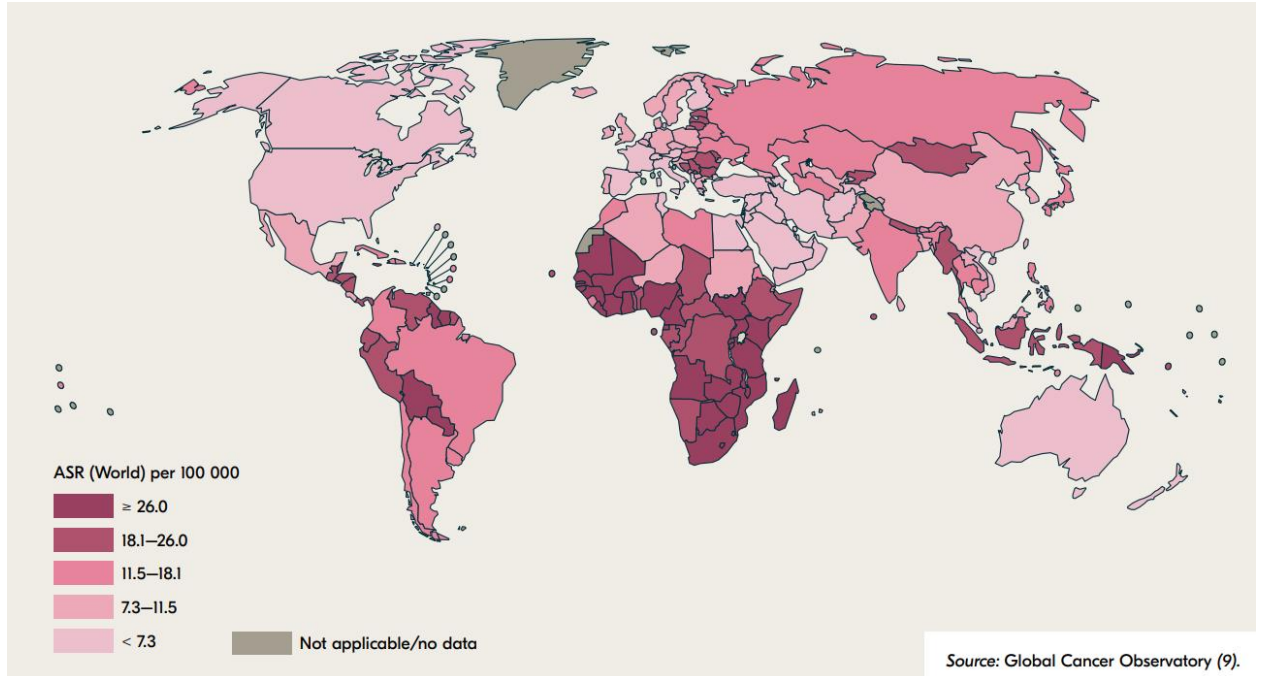 ASR (World) per 100 000
≥ 26.0
18.1–26.0
11.5–18.1
7.3–11.5
< 7.3
Not applicable/no data
Source: Global Cancer Observatory (9).